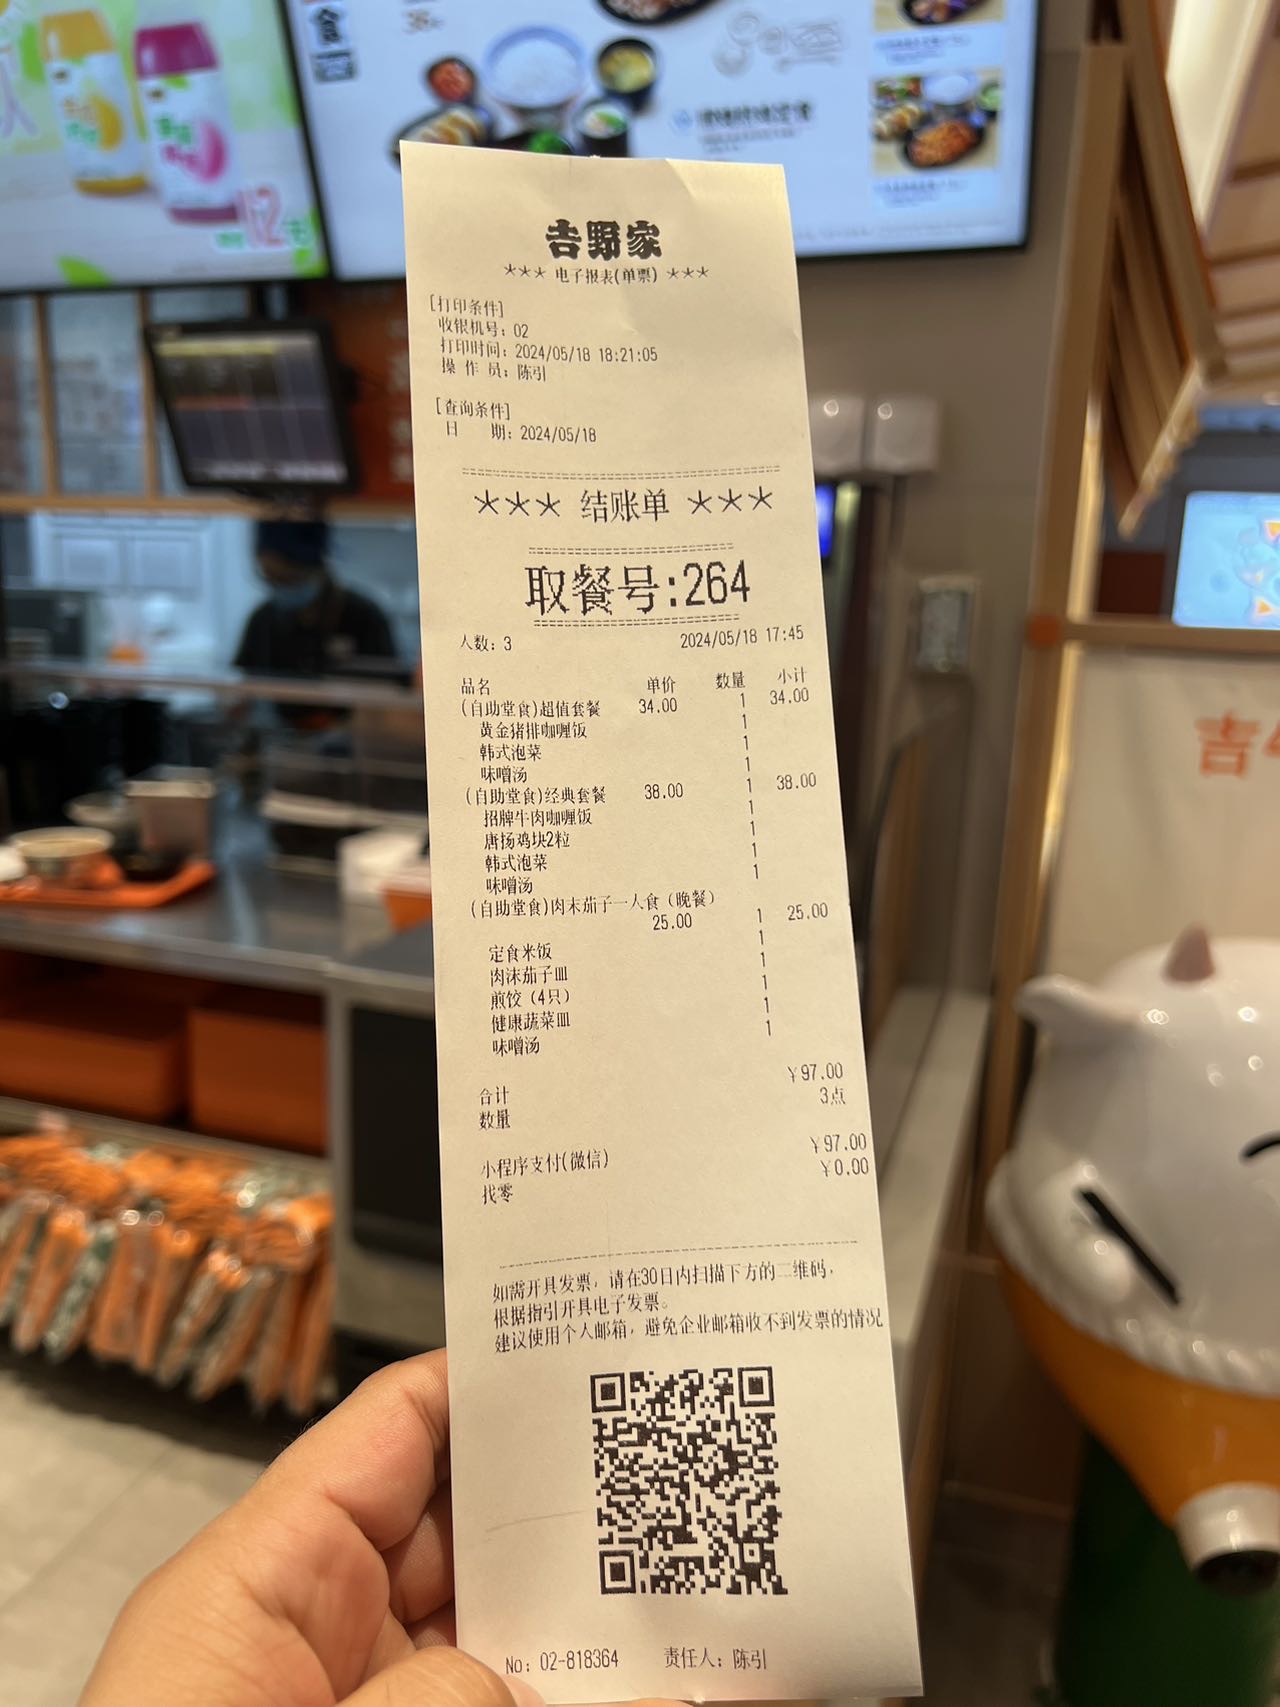 吉野家
*** 电子报表(单票) ***
[打印条件]
收银机号: 02
打印时间: 2024/05/18 18:21:05
操 作 员: 陈引
[查询条件]
日 期: 2024/05/18
*** 结账单 ***
取餐号:264
人数: 3 2024/05/18 17:45
品名 单价 数量 小计
(自助堂食)超值套餐 34.00 1 34.00
黄金猪排咖喱饭 1
韩式泡菜 1
味噌汤 1
(自助堂食)经典套餐 38.00 1 38.00
招牌牛肉咖喱饭 1
唐扬鸡块2粒 1
韩式泡菜 1
味噌汤 1
(自助堂食)肉末茄子一人食（晚餐）
25.00 1 25.00
定食米饭 1
肉沫茄子皿 1
煎饺（4只） 1
健康蔬菜皿 1
味噌汤 1
合计 ￥97.00
数量 3点
小程序支付(微信) ￥97.00
找零 ￥0.00
如需开具发票，请在30日内扫描下方的二维码，
根据指引开具电子发票。
建议使用个人邮箱，避免企业邮箱收不到发票的情况
No: 02-818364 责任人: 陈引
食
12
吉